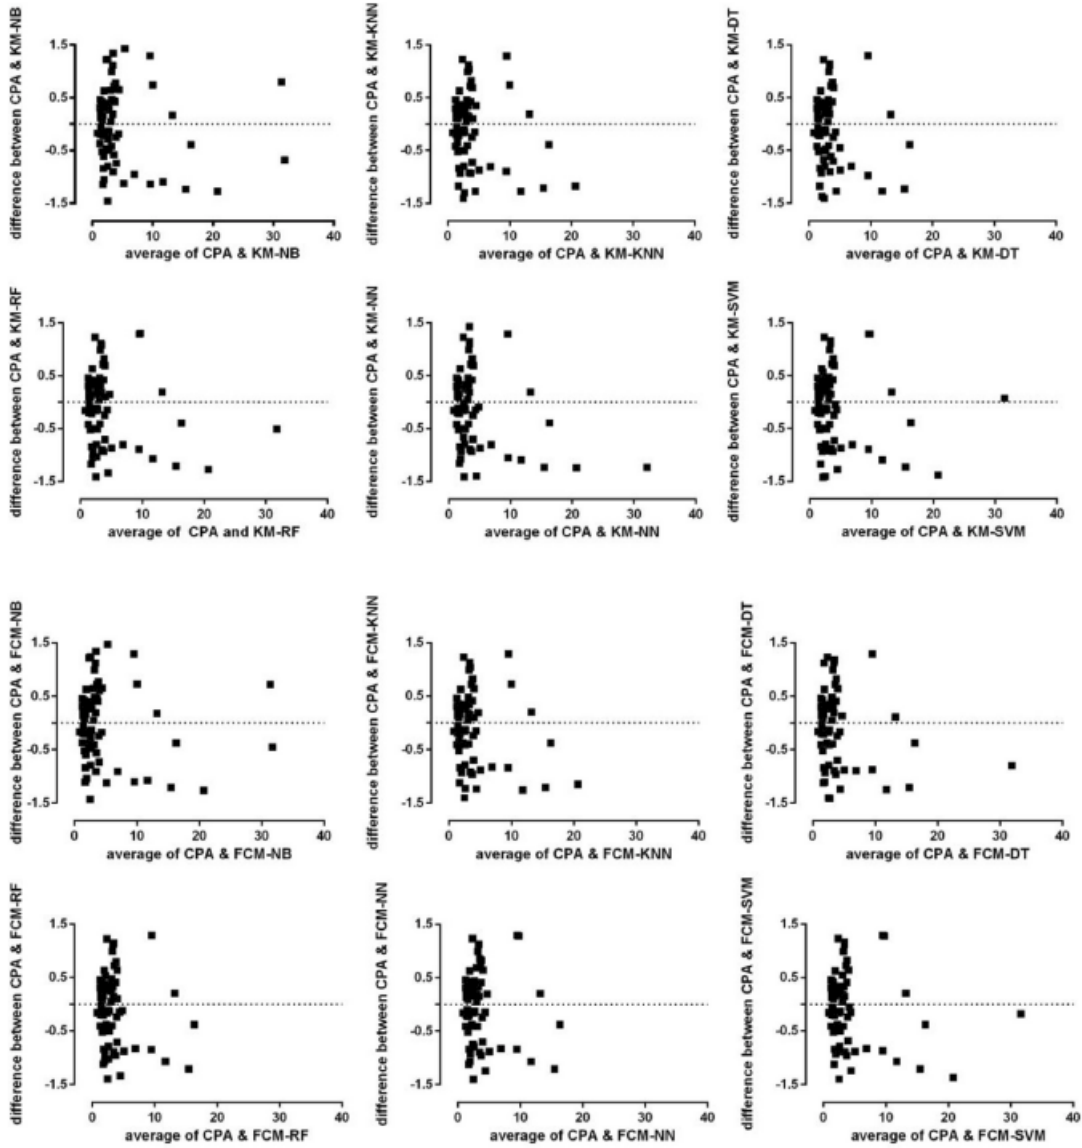 difference between CPA & KM-NB
1.5
0.5
-0.5
-1.5
0 10 20 30 40
average of CPA & KM-NB
difference between CPA & KM-KNN
1.5
0.5
-0.5
-1.5
0 10 20 30 40
average of CPA & KM-KNN
difference between CPA & KM-DT
1.5
0.5
-0.5
-1.5
0 10 20 30 40
average of CPA & KM-DT
difference between CPA & KM-RF
1.5
0.5
-0.5
-1.5
0 10 20 30 40
average of CPA and KM-RF
difference between CPA & KM-NN
1.5
0.5
-0.5
-1.5
0 10 20 30 40
average of CPA & KM-NN
difference between CPA & KM-SVM
1.5
0.5
-0.5
-1.5
0 10 20 30 40
average of CPA & KM-SVM
difference between CPA & FCM-NB
1.5
0.5
-0.5
-1.5
0 10 20 30 40
average of CPA & FCM-NB
difference between CPA & FCM-KNN
1.5
0.5
-0.5
-1.5
0 10 20 30 40
average of CPA & FCM-KNN
difference between CPA & FCM-DT
1.5
0.5
-0.5
-1.5
0 10 20 30 40
average of CPA & FCM-DT
difference between CPA & FCM-RF
1.5
0.5
-0.5
-1.5
0 10 20 30 40
average of CPA & FCM-RF
difference between CPA & FCM-NN
1.5
0.5
-0.5
-1.5
0 10 20 30 40
average of CPA & FCM-NN
difference between CPA & FCM-SVM
1.5
0.5
-0.5
-1.5
0 10 20 30 40
average of CPA & FCM-SVM